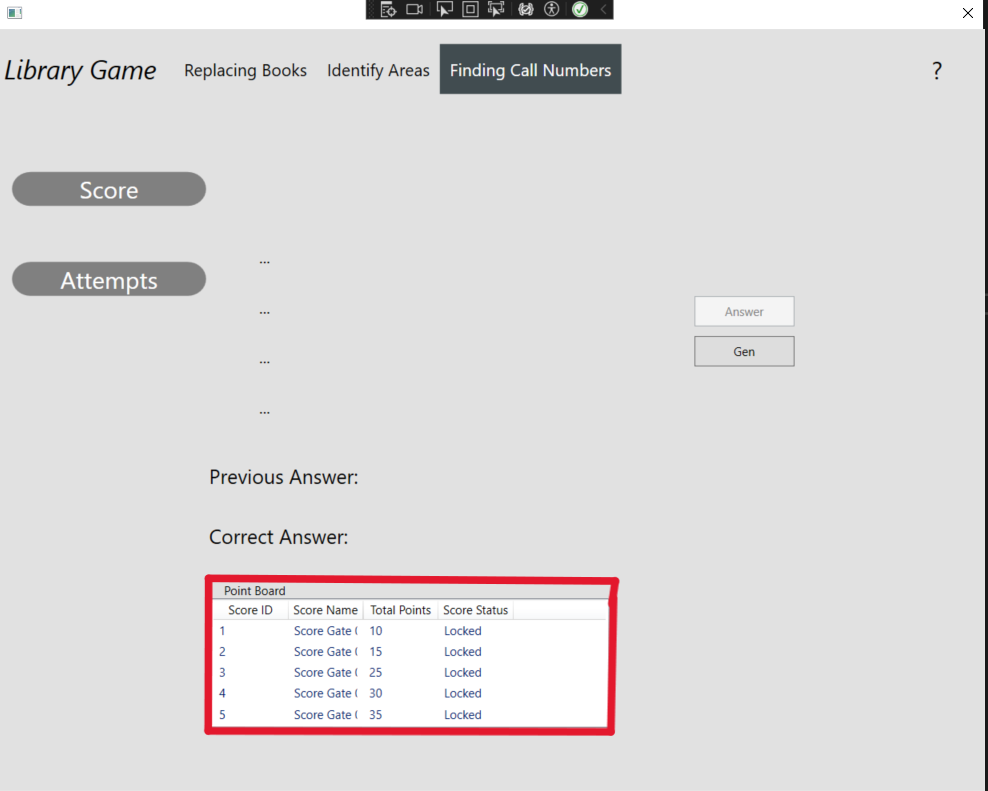 Library Game Replacing Books Identify Areas Finding Call Numbers ?
Score
...
Attempts
...
Answer
Gen
...
...
Previous Answer:
Correct Answer:
Point Board
Score ID Score Name Total Points Score Status
1 Score Gate ( 10 Locked
2 Score Gate ( 15 Locked
3 Score Gate ( 25 Locked
4 Score Gate ( 30 Locked
5 Score Gate ( 35 Locked